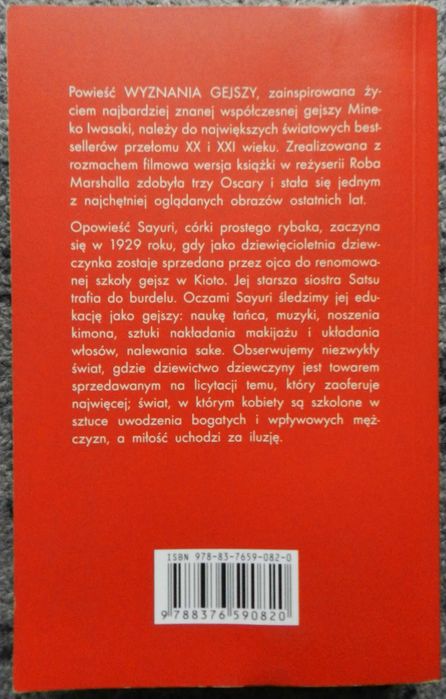 Powieść WYZNANIA GEJSZY, zainspirowana ży-
ciem najbardziej znanej współczesnej gejszy Mine-
ko Iwasaki, należy do największych światowych best-
sellerów przełomu XX i XXI wieku. Zrealizowana z
rozmachem filmowa wersja książki w reżyserii Roba
Marshalla zdobyła trzy Oscary i stała się jednym
z najchętniej oglądanych obrazów ostatnich lat.
Opowieść Sayuri, córki prostego rybaka, zaczyna
się w 1929 roku, gdy jako dziewięcioletnia dziew-
czynka zostaje sprzedana przez ojca do renomowa-
nej szkoły gejsz w Kioto. Jej starsza siostra Satsu
trafia do burdelu. Oczami Sayuri śledzimy jej edu-
kację jako gejszy: naukę tańca, muzyki, noszenia
kimona, sztuki nakładania makijażu i układania
włosów, nalewania sake. Obserwujemy niezwykły
świat, gdzie dziewictwo dziewczyny jest towarem
sprzedawanym na licytacji temu, który zaoferuje
najwięcej; świat, w którym kobiety są szkolone w
sztuce uwodzenia bogatych i wpływowych męż-
czyzn, a miłość uchodzi za iluzję.
ISBN 978-83-7659-082-0
9 788376 590820